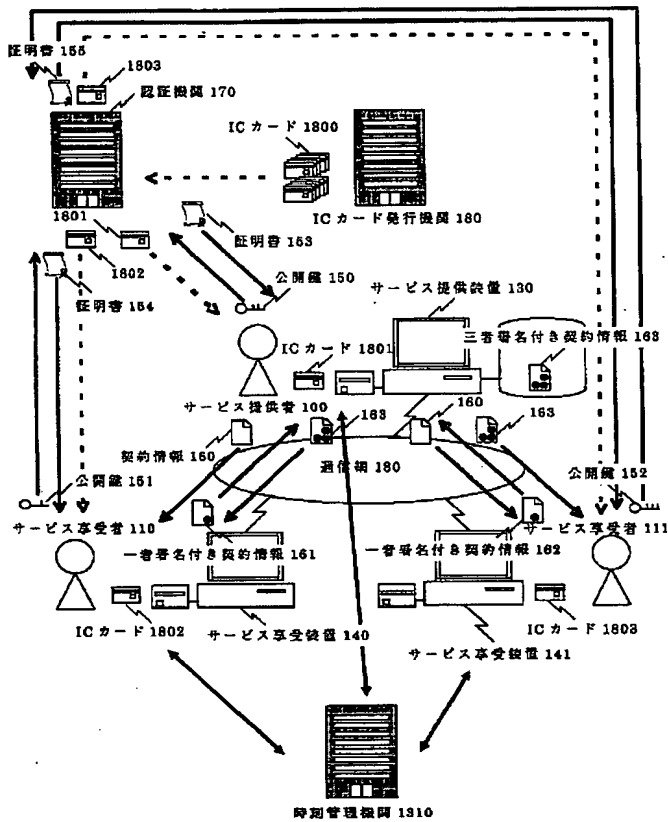 証明書 155
1803
認証機関 170
ICカード 1800
ICカード発行機関 180
1801
証明書 153
1802
証明書 154
公開鍵 150
サービス提供装置 130
三者署名付き契約情報 163
ICカード 1801
サービス提供者 100
163
160
163
契約情報 160
通信網 180
公開鍵 151
公開鍵 152
サービス享受者 110
サービス享受者 111
一者署名付き契約情報 161
一者署名付き契約情報 162
ICカード 1802
サービス享受装置 140
ICカード 1803
サービス享受装置 141
時刻管理機関 1310